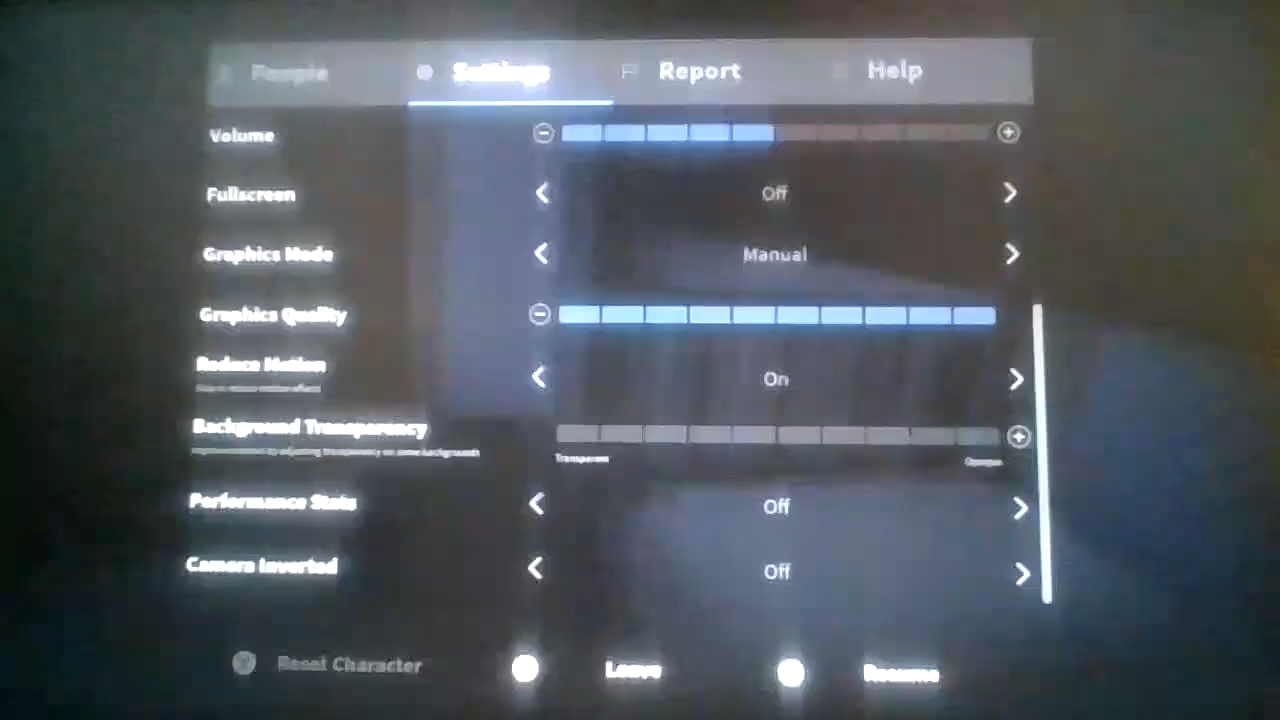 People Settings Report Help
Volume
Fullscreen Off
Graphics Mode Manual
Graphics Quality
Reduce Motion On
Background Transparency
Transparent Opaque
Performance Stats Off
Camera Inverted Off
Reset Character Leave Resume